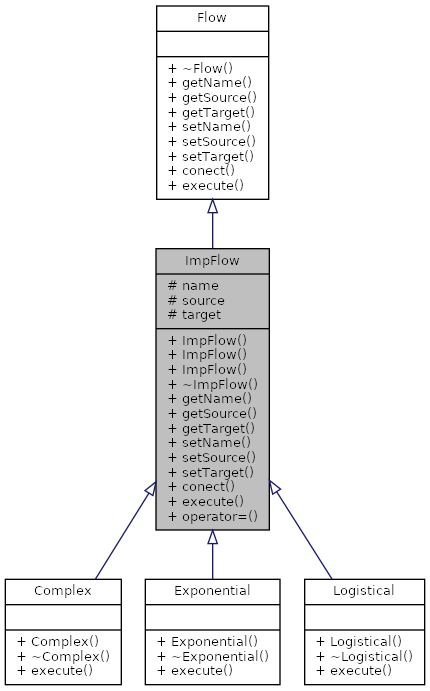 Flow
+ ~Flow()
+ getName()
+ getSource()
+ getTarget()
+ setName()
+ setSource()
+ setTarget()
+ conect()
+ execute()
ImpFlow
# name
# source
# target
+ ImpFlow()
+ ImpFlow()
+ ImpFlow()
+ ~ImpFlow()
+ getName()
+ getSource()
+ getTarget()
+ setName()
+ setSource()
+ setTarget()
+ conect()
+ execute()
+ operator=()
Complex
+ Complex()
+ ~Complex()
+ execute()
Exponential
+ Exponential()
+ ~Exponential()
+ execute()
Logistical
+ Logistical()
+ ~Logistical()
+ execute()